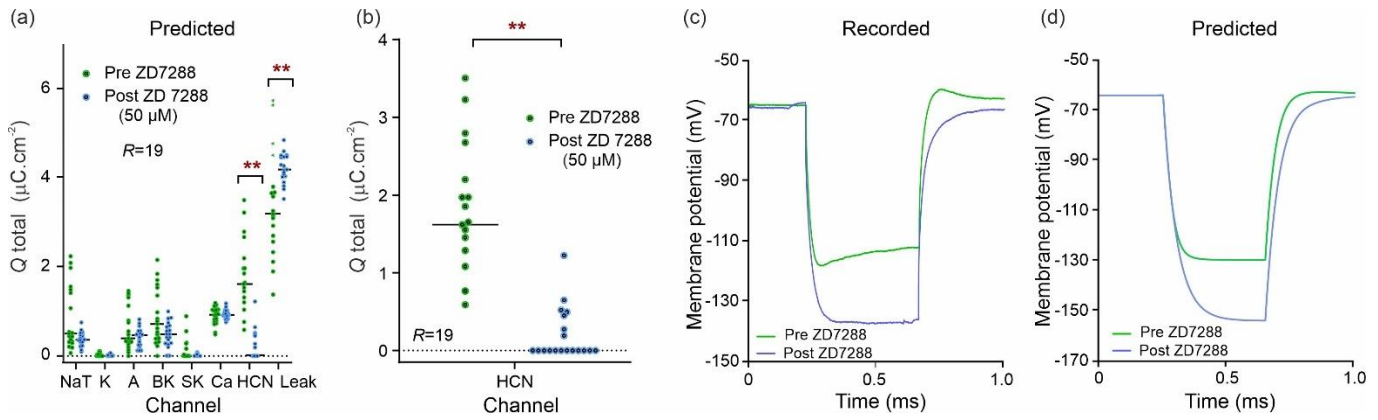 (a)
Predicted
Q total (μC.cm⁻²)
6
4
2
0
Pre ZD7288
Post ZD 7288
(50 μM)
R=19
**
**
NaT K A BK SK Ca HCN Leak
Channel
(b)
Q total (μC.cm⁻²)
4
3
2
1
0
**
Pre ZD7288
Post ZD 7288
(50 μM)
R=19
HCN
Channel
(c)
Recorded
Membrane potential (mV)
-50
-70
-90
-110
-130
-150
Pre ZD7288
Post ZD7288
0 0.5 1.0
Time (ms)
(d)
Predicted
Membrane potential (mV)
-50
-70
-90
-110
-130
-150
-170
Pre ZD7288
Post ZD7288
0 0.5 1.0
Time (ms)